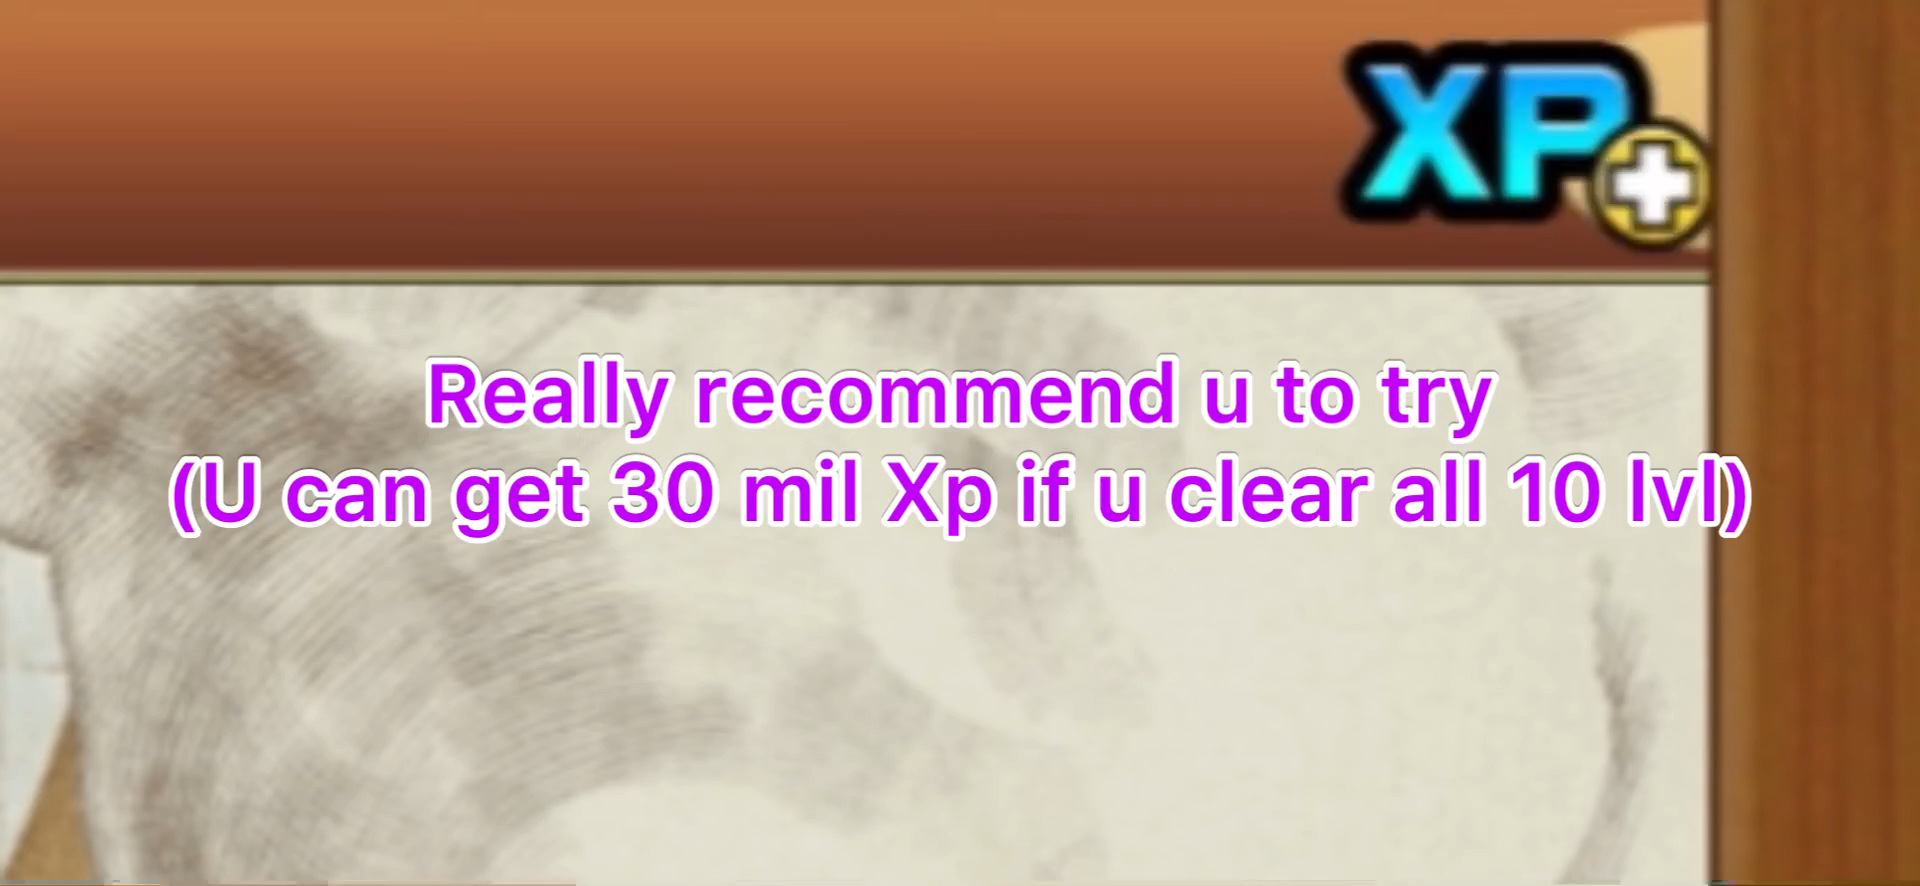 XP
Really recommend u to try
(U can get 30 mil Xp if u clear all 10 lvl)